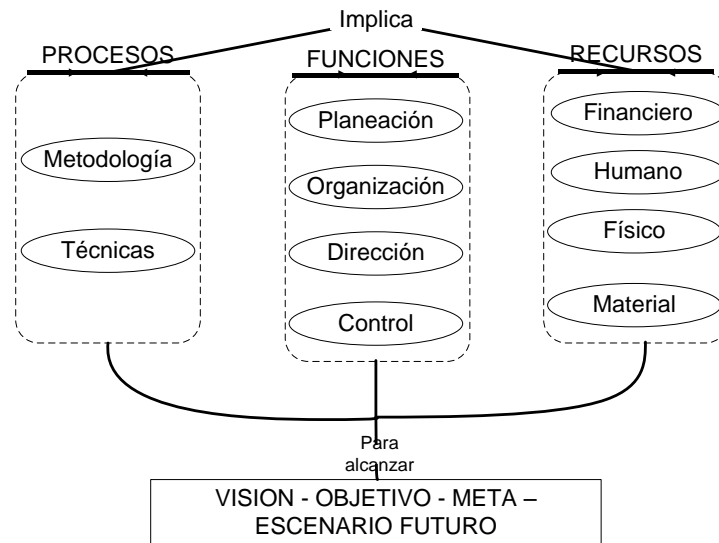 Implica
PROCESOS
FUNCIONES
RECURSOS
Metodología
Técnicas
Planeación
Organización
Dirección
Control
Financiero
Humano
Físico
Material
Para
alcanzar
VISION - OBJETIVO - META –
ESCENARIO FUTURO